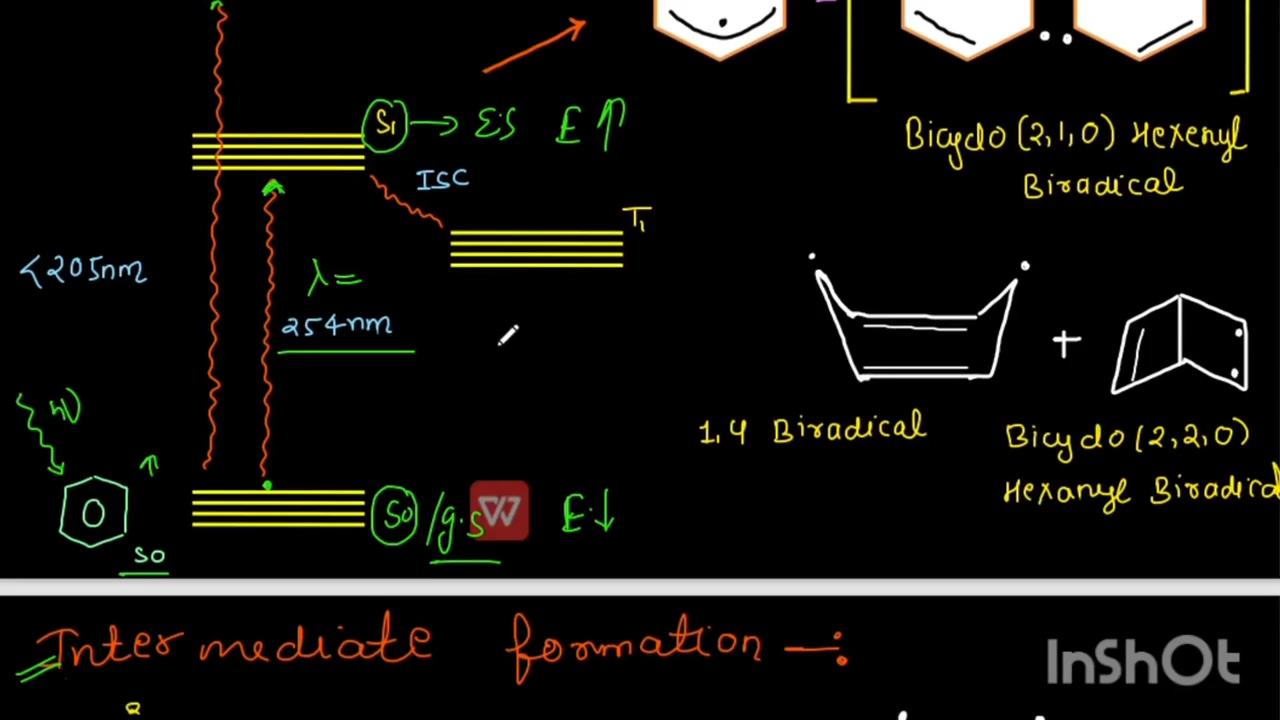 S1 → E·S E ↑
Bicyclo (2,1,0) Hexenyl
Biradical
ISC
T1
<205nm
λ =
254nm
hν
1,4 Biradical
+
Bicyclo (2,2,0)
Hexanyl Biradical
S0 /g.s E↓
S0
Intermediate formation —:
InShOt